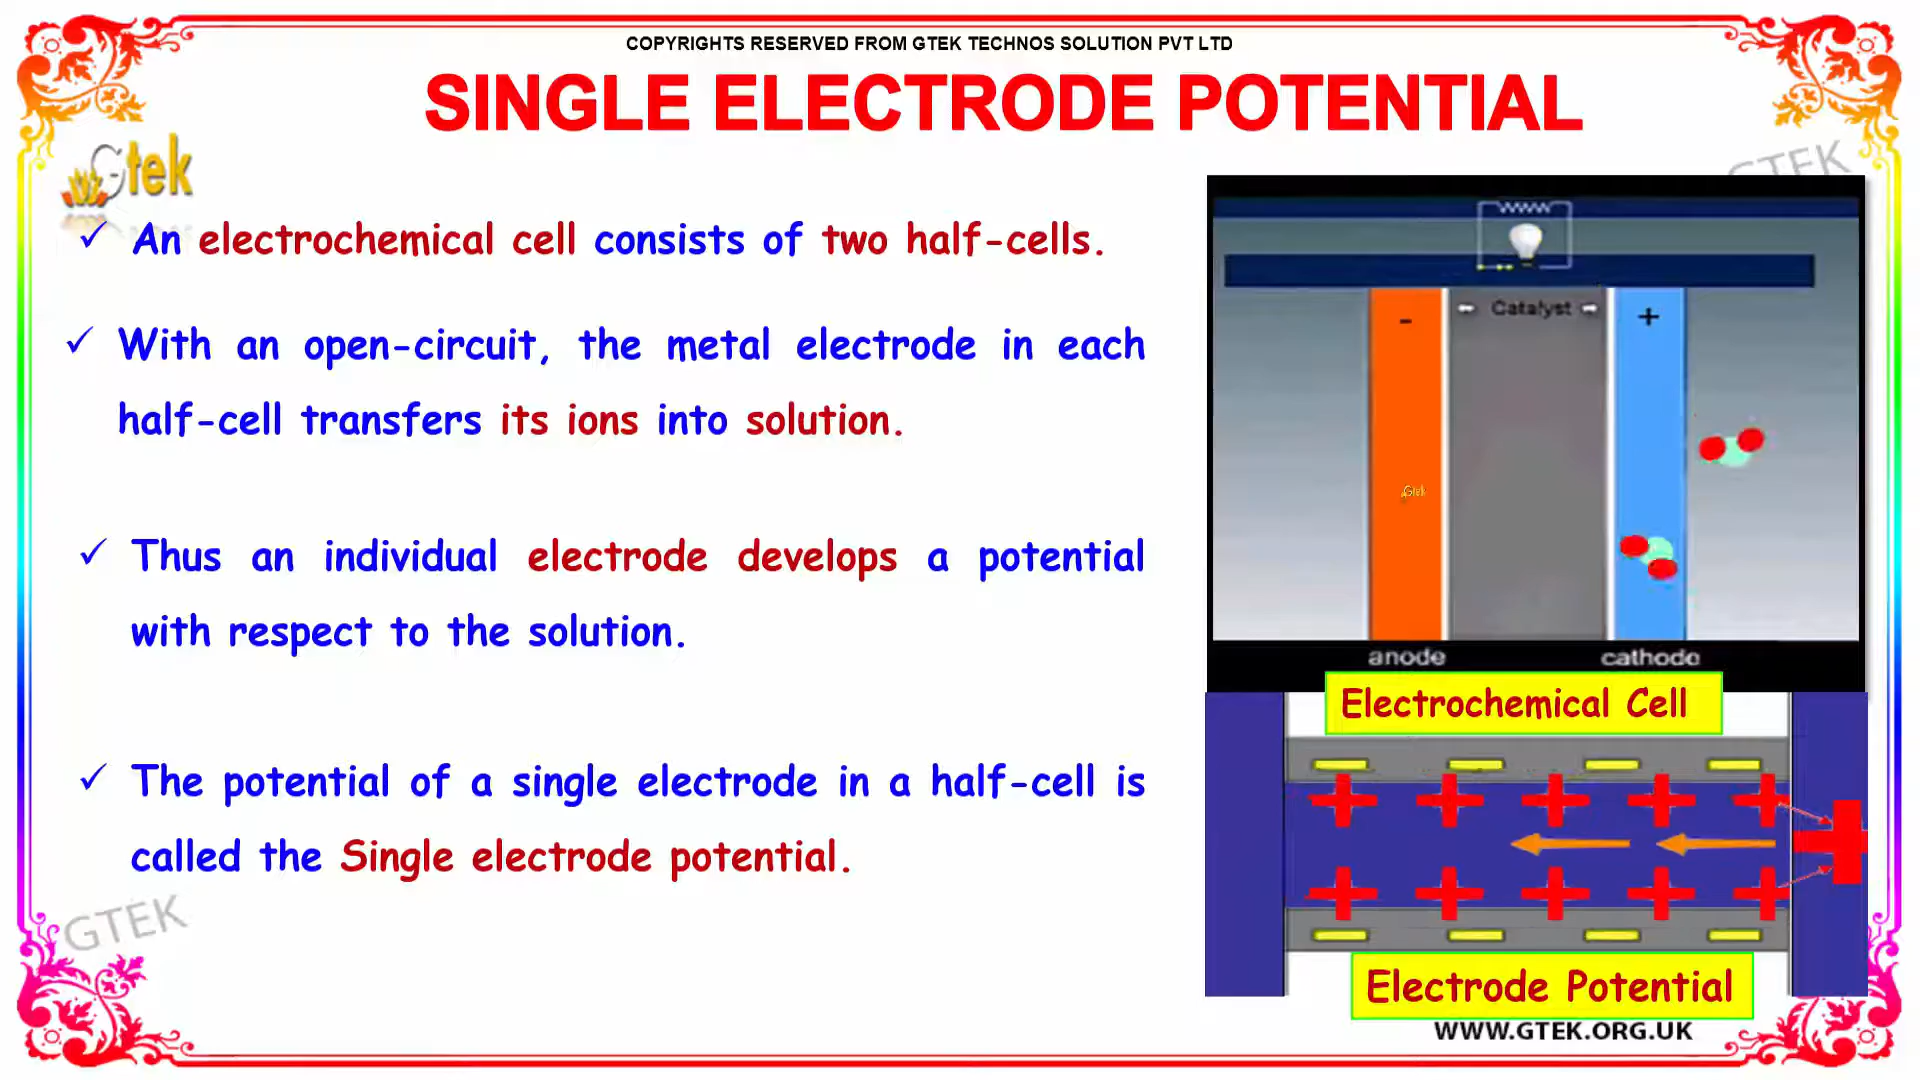 COPYRIGHTS RESERVED FROM GTEK TECHNOS SOLUTION PVT LTD
SINGLE ELECTRODE POTENTIAL
Gtek
GTEK
✓ An electrochemical cell consists of two half-cells.
✓ With an open-circuit, the metal electrode in each
half-cell transfers its ions into solution.
✓ Thus an individual electrode develops a potential
with respect to the solution.
✓ The potential of a single electrode in a half-cell is
called the Single electrode potential.
- Catalyst +
Gtek
anode cathode
Electrochemical Cell
Electrode Potential
GTEK
WWW.GTEK.ORG.UK